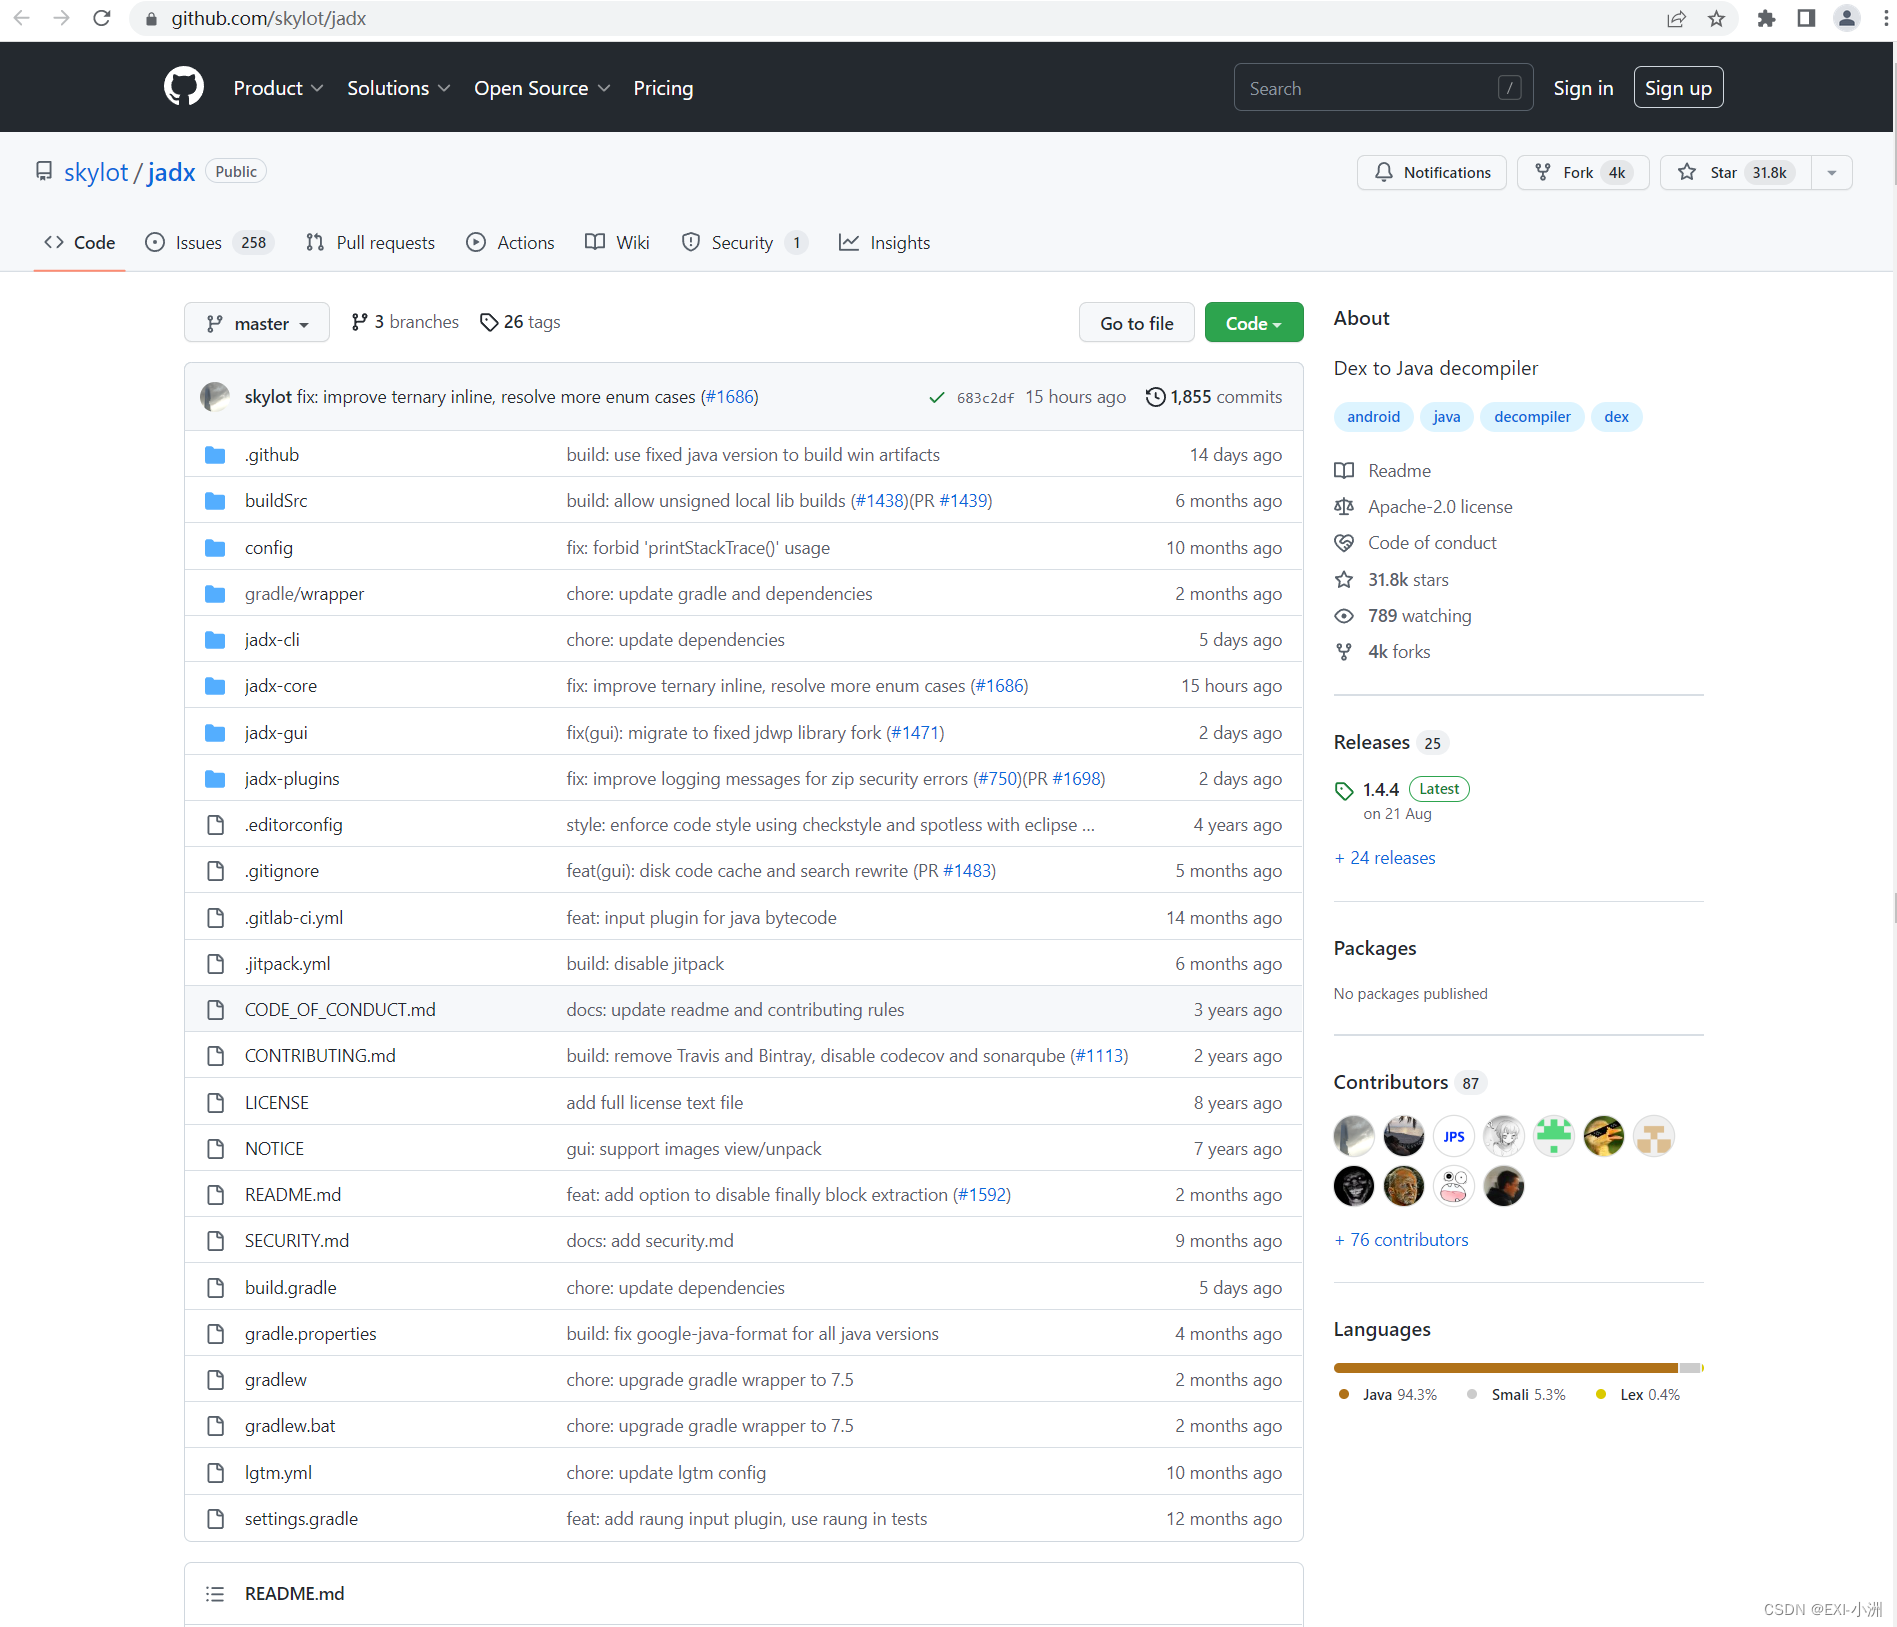 github.com/skylot/jadx
Product Solutions Open Source Pricing Search / Sign in Sign up
skylot / jadx Public Notifications Fork 4k Star 31.8k
Code Issues 258 Pull requests Actions Wiki Security 1 Insights
master 3 branches 26 tags Go to file Code
skylot fix: improve ternary inline, resolve more enum cases (#1686) 683c2df 15 hours ago 1,855 commits
.github build: use fixed java version to build win artifacts 14 days ago
buildSrc build: allow unsigned local lib builds (#1438)(PR #1439) 6 months ago
config fix: forbid 'printStackTrace()' usage 10 months ago
gradle/wrapper chore: update gradle and dependencies 2 months ago
jadx-cli chore: update dependencies 5 days ago
jadx-core fix: improve ternary inline, resolve more enum cases (#1686) 15 hours ago
jadx-gui fix(gui): migrate to fixed jdwp library fork (#1471) 2 days ago
jadx-plugins fix: improve logging messages for zip security errors (#750)(PR #1698) 2 days ago
.editorconfig style: enforce code style using checkstyle and spotless with eclipse ... 4 years ago
.gitignore feat(gui): disk code cache and search rewrite (PR #1483) 5 months ago
.gitlab-ci.yml feat: input plugin for java bytecode 14 months ago
.jitpack.yml build: disable jitpack 6 months ago
CODE_OF_CONDUCT.md docs: update readme and contributing rules 3 years ago
CONTRIBUTING.md build: remove Travis and Bintray, disable codecov and sonarqube (#1113) 2 years ago
LICENSE add full license text file 8 years ago
NOTICE gui: support images view/unpack 7 years ago
README.md feat: add option to disable finally block extraction (#1592) 2 months ago
SECURITY.md docs: add security.md 9 months ago
build.gradle chore: update dependencies 5 days ago
gradle.properties build: fix google-java-format for all java versions 4 months ago
gradlew chore: upgrade gradle wrapper to 7.5 2 months ago
gradlew.bat chore: upgrade gradle wrapper to 7.5 2 months ago
lgtm.yml chore: update lgtm config 10 months ago
settings.gradle feat: add raung input plugin, use raung in tests 12 months ago
README.md
About
Dex to Java decompiler
android java decompiler dex
Readme
Apache-2.0 license
Code of conduct
31.8k stars
789 watching
4k forks
Releases 25
1.4.4 Latest
on 21 Aug
+ 24 releases
Packages
No packages published
Contributors 87
JPS
+ 76 contributors
Languages
Java 94.3% Smali 5.3% Lex 0.4%
CSDN @EXI-小洲